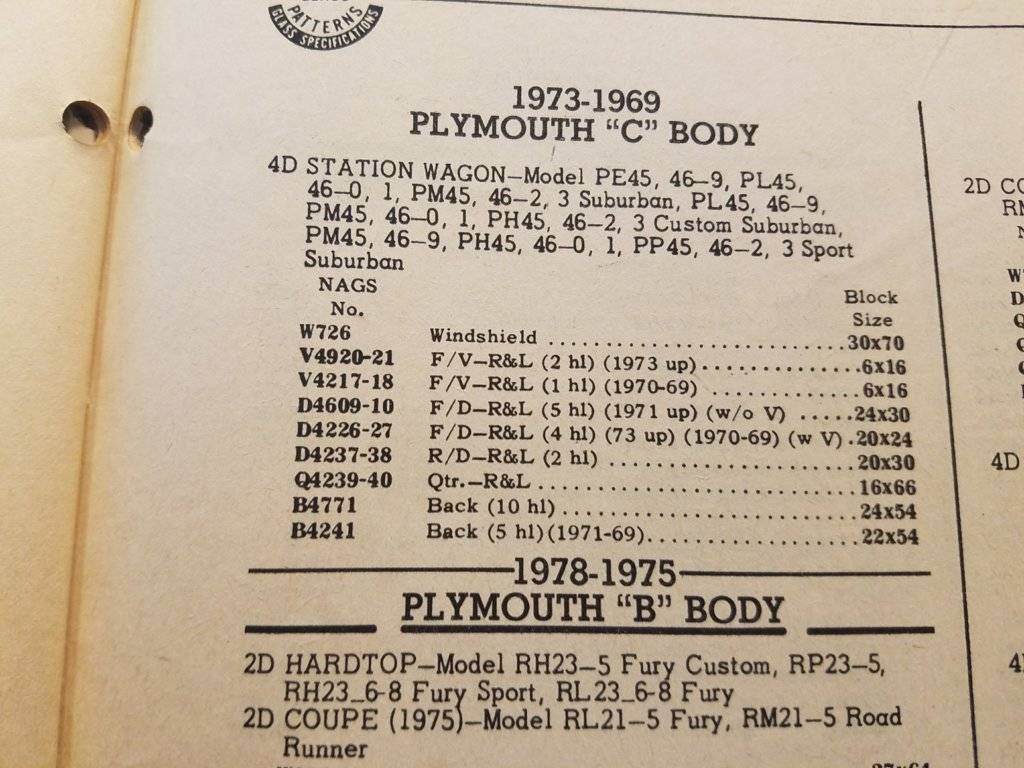 PATTERNS
GLASS SPECIFICATIONS
1973-1969
PLYMOUTH “C” BODY
4D STATION WAGON—Model PE45, 46—9, PL45,
46—0, 1, PM45, 46—2, 3 Suburban, PL45, 46—9,
PM45, 46—0, 1, PH45, 46—2, 3 Custom Suburban,
PM45, 46—9, PH45, 46—0, 1, PP45, 46—2, 3 Sport
Suburban
NAGS Block
No. Size
W726 Windshield ........................30x70
V4920-21 F/V—R&L (2 hl) (1973 up).............6x16
V4217-18 F/V—R&L (1 hl) (1970-69) ............6x16
D4609-10 F/D—R&L (5 hl) (1971 up) (w/o V) .....24x30
D4226-27 F/D—R&L (4 hl) (73 up) (1970-69) (w V).20x24
D4237-38 R/D—R&L (2 hl) ....................20x30
Q4239-40 Qtr.—R&L.........................16x66
B4771 Back (10 hl)........................24x54
B4241 Back (5 hl)(1971-69).................22x54
1978-1975
PLYMOUTH “B” BODY
2D HARDTOP—Model RH23—5 Fury Custom, RP23—5,
RH23_6-8 Fury Sport, RL23_6-8 Fury
2D COUPE (1975)—Model RL21—5 Fury, RM21—5 Road
Runner
2D
4D